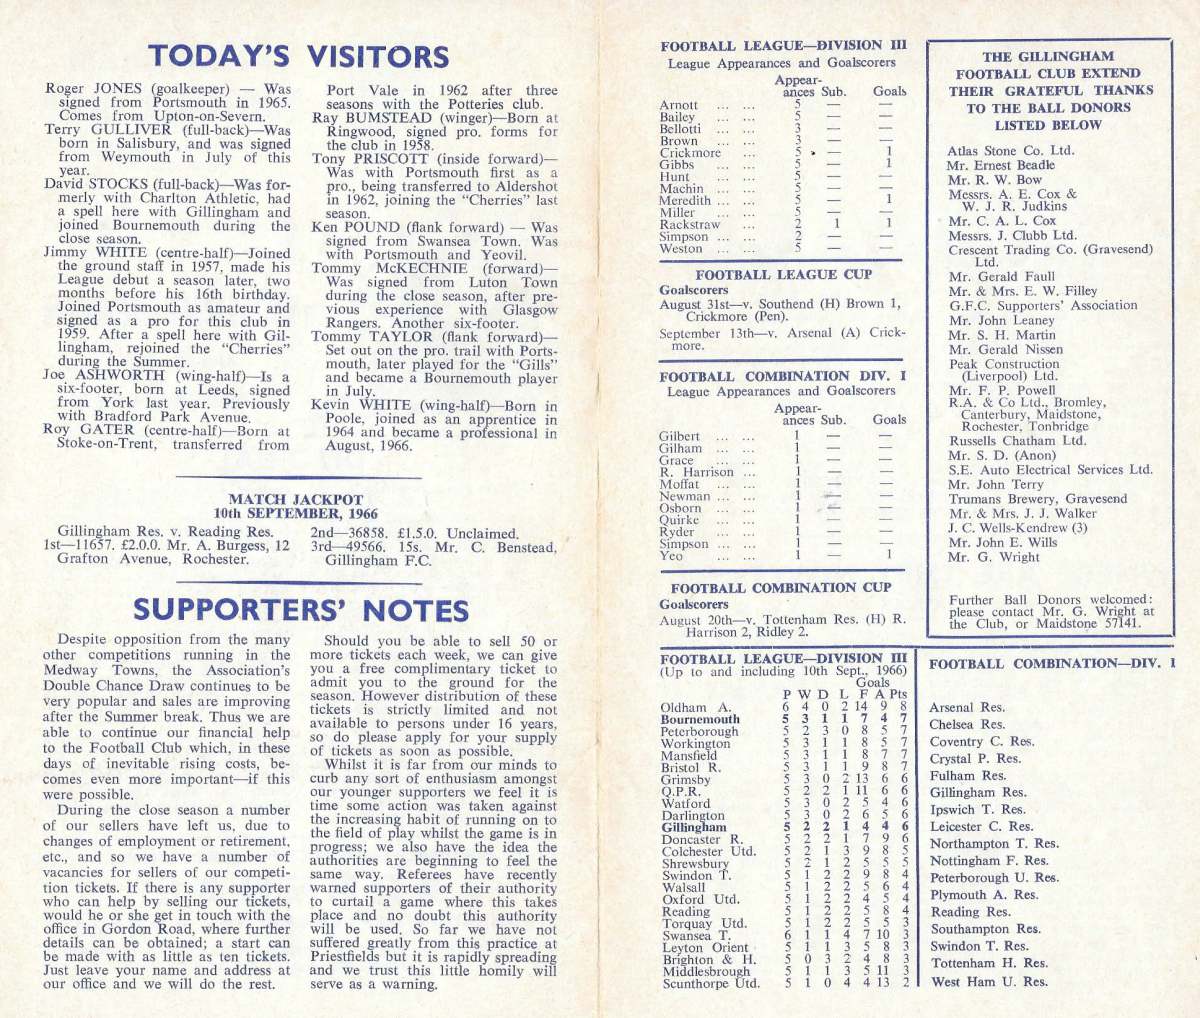 TODAY'S VISITORS
Roger JONES (goalkeeper) — Was
signed from Portsmouth in 1965.
Comes from Upton-on-Severn.
Terry GULLIVER (full-back)—Was
born in Salisbury, and was signed
from Weymouth in July of this
year.
David STOCKS (full-back)—Was for-
merly with Charlton Athletic, had
a spell here with Gillingham and
joined Bournemouth during the
close season.
Jimmy WHITE (centre-half)—Joined
the ground staff in 1957, made his
League debut a season later, two
months before his 16th birthday.
Joined Portsmouth as amateur and
signed as a pro for this club in
1959. After a spell here with Gil-
lingham, rejoined the "Cherries"
during the Summer.
Joe ASHWORTH (wing-half)—Is a
six-footer, born at Leeds, signed
from York last year. Previously
with Bradford Park Avenue.
Roy GATER (centre-half)—Born at
Stoke-on-Trent, transferred from
Port Vale in 1962 after three
seasons with the Potteries club.
Ray BUMSTEAD (winger)—Born at
Ringwood, signed pro. forms for
the club in 1958.
Tony PRISCOTT (inside forward)—
Was with Portsmouth first as a
pro., being transferred to Aldershot
in 1962, joining the "Cherries" last
season.
Ken POUND (flank forward) — Was
signed from Swansea Town. Was
with Portsmouth and Yeovil.
Tommy McKECHNIE (forward)—
Was signed from Luton Town
during the close season, after pre-
vious experience with Glasgow
Rangers. Another six-footer.
Tommy TAYLOR (flank forward)—
Set out on the pro. trail with Ports-
mouth, later played for the "Gills"
and became a Bournemouth player
in July.
Kevin WHITE (wing-half)—Born in
Poole, joined as an apprentice in
1964 and became a professional in
August, 1966.
MATCH JACKPOT
10th SEPTEMBER, 1966
Gillingham Res. v. Reading Res.
1st—11657. £2.0.0. Mr. A. Burgess, 12
Grafton Avenue, Rochester.
2nd—36858. £1.5.0. Unclaimed.
3rd—49566. 15s. Mr. C. Benstead,
Gillingham F.C.
SUPPORTERS' NOTES
Despite opposition from the many
other competitions running in the
Medway Towns, the Association's
Double Chance Draw continues to be
very popular and sales are improving
after the Summer break. Thus we are
able to continue our financial help
to the Football Club which, in these
days of inevitable rising costs, be-
comes even more important—if this
were possible.
During the close season a number
of our sellers have left us, due to
changes of employment or retirement,
etc., and so we have a number of
vacancies for sellers of our competi-
tion tickets. If there is any supporter
who can help by selling our tickets,
would he or she get in touch with the
office in Gordon Road, where further
details can be obtained; a start can
be made with as little as ten tickets.
Just leave your name and address at
our office and we will do the rest.
Should you be able to sell 50 or
more tickets each week, we can give
you a free complimentary ticket to
admit you to the ground for the
season. However distribution of these
tickets is strictly limited and not
available to persons under 16 years,
so do please apply for your supply
of tickets as soon as possible.
Whilst it is far from our minds to
curb any sort of enthusiasm amongst
our younger supporters we feel it is
time some action was taken against
the increasing habit of running on to
the field of play whilst the game is in
progress; we also have the idea the
authorities are beginning to feel the
same way. Referees have recently
warned supporters of their authority
to curtail a game where this takes
place and no doubt this authority
will be used. So far we have not
suffered greatly from this practice at
Priestfields but it is rapidly spreading
and we trust this little homily will
serve as a warning.
FOOTBALL LEAGUE—DIVISION III
League Appearances and Goalscorers
Appear-
ances Sub. Goals
Arnott ... ... 5 — —
Bailey ... ... 5 — —
Bellotti ... ... 3 — —
Brown ... ... 3 — —
Crickmore ... 5 — 1
Gibbs ... ... 5 — 1
Hunt ... ... 5 — —
Machin ... ... 5 — —
Meredith ... ... 5 — 1
Miller ... ... 5 — —
Rackstraw ... 2 1 1
Simpson ... ... 2 — —
Weston ... ... 5 — —
FOOTBALL LEAGUE CUP
Goalscorers
August 31st—v. Southend (H) Brown 1,
Crickmore (Pen).
September 13th—v. Arsenal (A) Crick-
more.
FOOTBALL COMBINATION DIV. I
League Appearances and Goalscorers
Appear-
ances Sub. Goals
Gilbert ... ... 1 — —
Gilham ... ... 1 — —
Grace ... ... 1 — —
R. Harrison ... 1 — —
Moffat ... ... 1 — —
Newman ... ... 1 — —
Osborn ... ... 1 — —
Quirke ... ... 1 — —
Ryder ... ... 1 — —
Simpson ... ... 1 — —
Yeo ... ... 1 — 1
FOOTBALL COMBINATION CUP
Goalscorers
August 20th—v. Tottenham Res. (H) R.
Harrison 2, Ridley 2.
THE GILLINGHAM
FOOTBALL CLUB EXTEND
THEIR GRATEFUL THANKS
TO THE BALL DONORS
LISTED BELOW
Atlas Stone Co. Ltd.
Mr. Ernest Beadle
Mr. R. W. Bow
Messrs. A. E. Cox &
W. J. R. Judkins
Mr. C. A. L. Cox
Messrs. J. Clubb Ltd.
Crescent Trading Co. (Gravesend)
Ltd.
Mr. Gerald Faull
Mr. & Mrs. E. W. Filley
G.F.C. Supporters' Association
Mr. John Leaney
Mr. S. H. Martin
Mr. Gerald Nissen
Peak Construction
(Liverpool) Ltd.
Mr. F. P. Powell
R.A. & Co Ltd., Bromley,
Canterbury, Maidstone,
Rochester, Tonbridge
Russells Chatham Ltd.
Mr. S. D. (Anon)
S.E. Auto Electrical Services Ltd.
Mr. John Terry
Trumans Brewery, Gravesend
Mr. & Mrs. J. J. Walker
J. C. Wells-Kendrew (3)
Mr. John E. Wills
Mr. G. Wright
Further Ball Donors welcomed:
please contact Mr. G. Wright at
the Club, or Maidstone 57141.
FOOTBALL LEAGUE—DIVISION III
(Up to and including 10th Sept., 1966)
Goals
P W D L F A Pts
Oldham A. 6 4 0 2 14 9 8
Bournemouth 5 3 1 1 7 4 7
Peterborough 5 2 3 0 8 5 7
Workington 5 3 1 1 8 5 7
Mansfield 5 3 1 1 8 7 7
Bristol R. 5 3 1 1 9 8 7
Grimsby 5 3 0 2 13 6 6
Q.P.R. 5 2 2 1 11 6 6
Watford 5 3 0 2 5 4 6
Darlington 5 3 0 2 6 5 6
Gillingham 5 2 2 1 4 4 6
Doncaster R. 5 2 2 1 7 9 6
Colchester Utd. 5 2 1 3 9 8 5
Shrewsbury 5 2 1 2 5 5 5
Swindon T. 5 1 2 2 9 8 4
Walsall 5 1 2 2 5 6 4
Oxford Utd. 5 1 2 2 4 5 4
Reading 5 1 2 2 5 8 4
Torquay Utd. 5 1 2 2 5 5 3
Swansea T. 6 1 1 4 7 10 3
Leyton Orient 5 1 1 3 5 8 3
Brighton & H. 5 0 3 2 4 8 3
Middlesbrough 5 1 1 3 5 11 3
Scunthorpe Utd. 5 1 0 4 4 13 2
FOOTBALL COMBINATION—DIV. I
Arsenal Res.
Chelsea Res.
Coventry C. Res.
Crystal P. Res.
Fulham Res.
Gillingham Res.
Ipswich T. Res.
Leicester C. Res.
Northampton T. Res.
Nottingham F. Res.
Peterborough U. Res.
Plymouth A. Res.
Reading Res.
Southampton Res.
Swindon T. Res.
Tottenham H. Res.
West Ham U. Res.